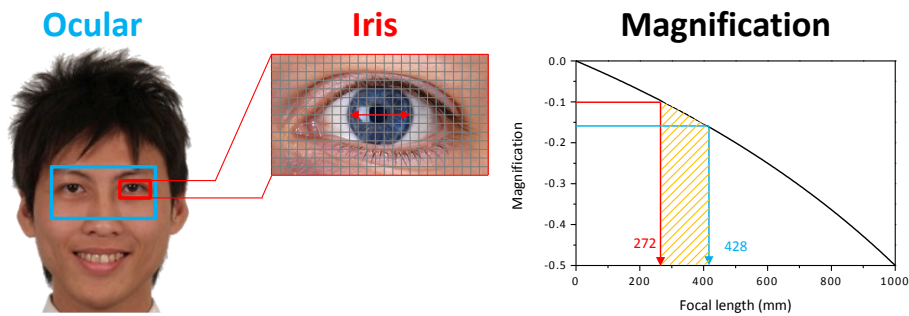 Ocular
Iris
Magnification
0.0
-0.1
-0.2
-0.3
-0.4
-0.5
Magnification
272
428
0
200
400
600
800
1000
Focal length (mm)